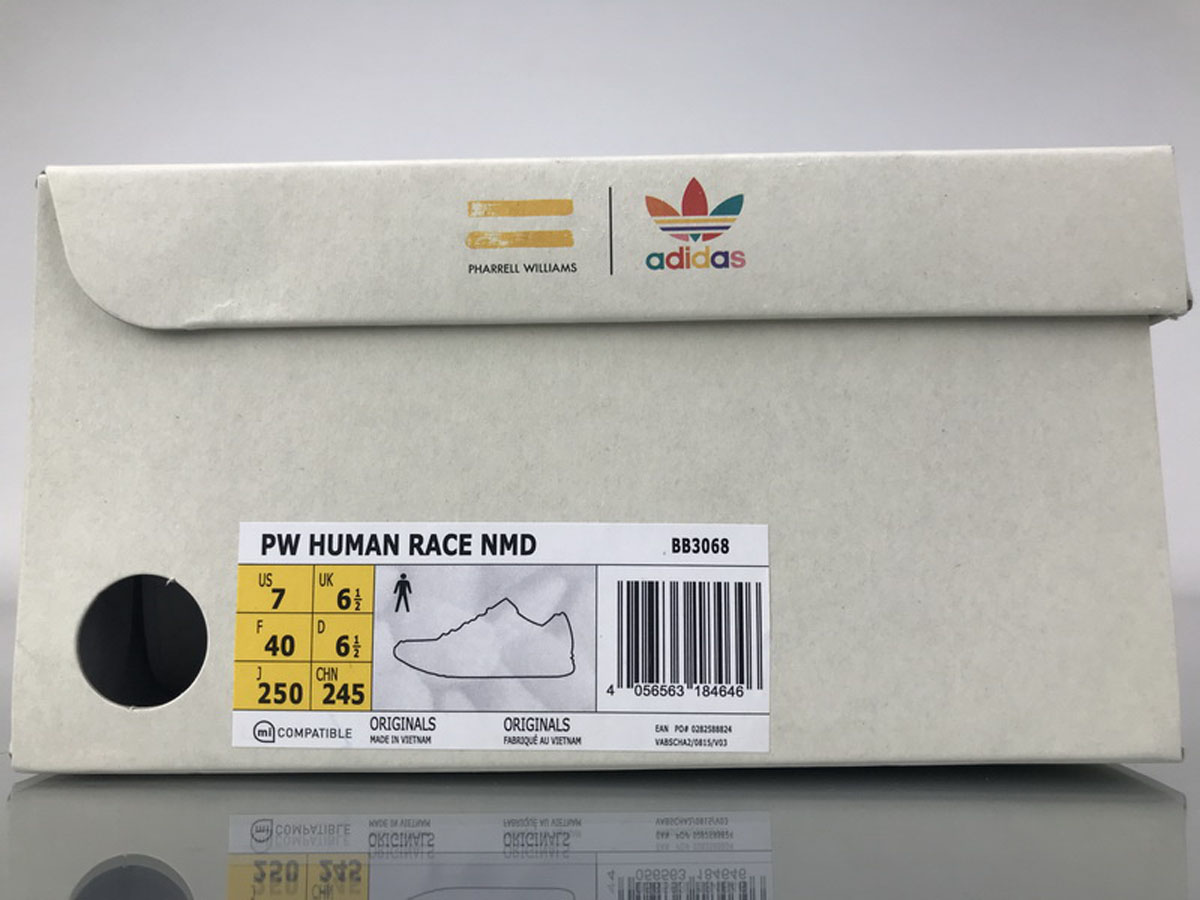 PHARRELL WILLIAMS
adidas
PW HUMAN RACE NMD BB3068
US 7 UK 6½
F 40 D 6½
J 250 CHN 245
4 056563 184646
mi COMPATIBLE
ORIGINALS
MADE IN VIETNAM
ORIGINALS
FABRIQUÉ AU VIETNAM
EAN PO# 0282588824
VABSCHA2/0815/V03